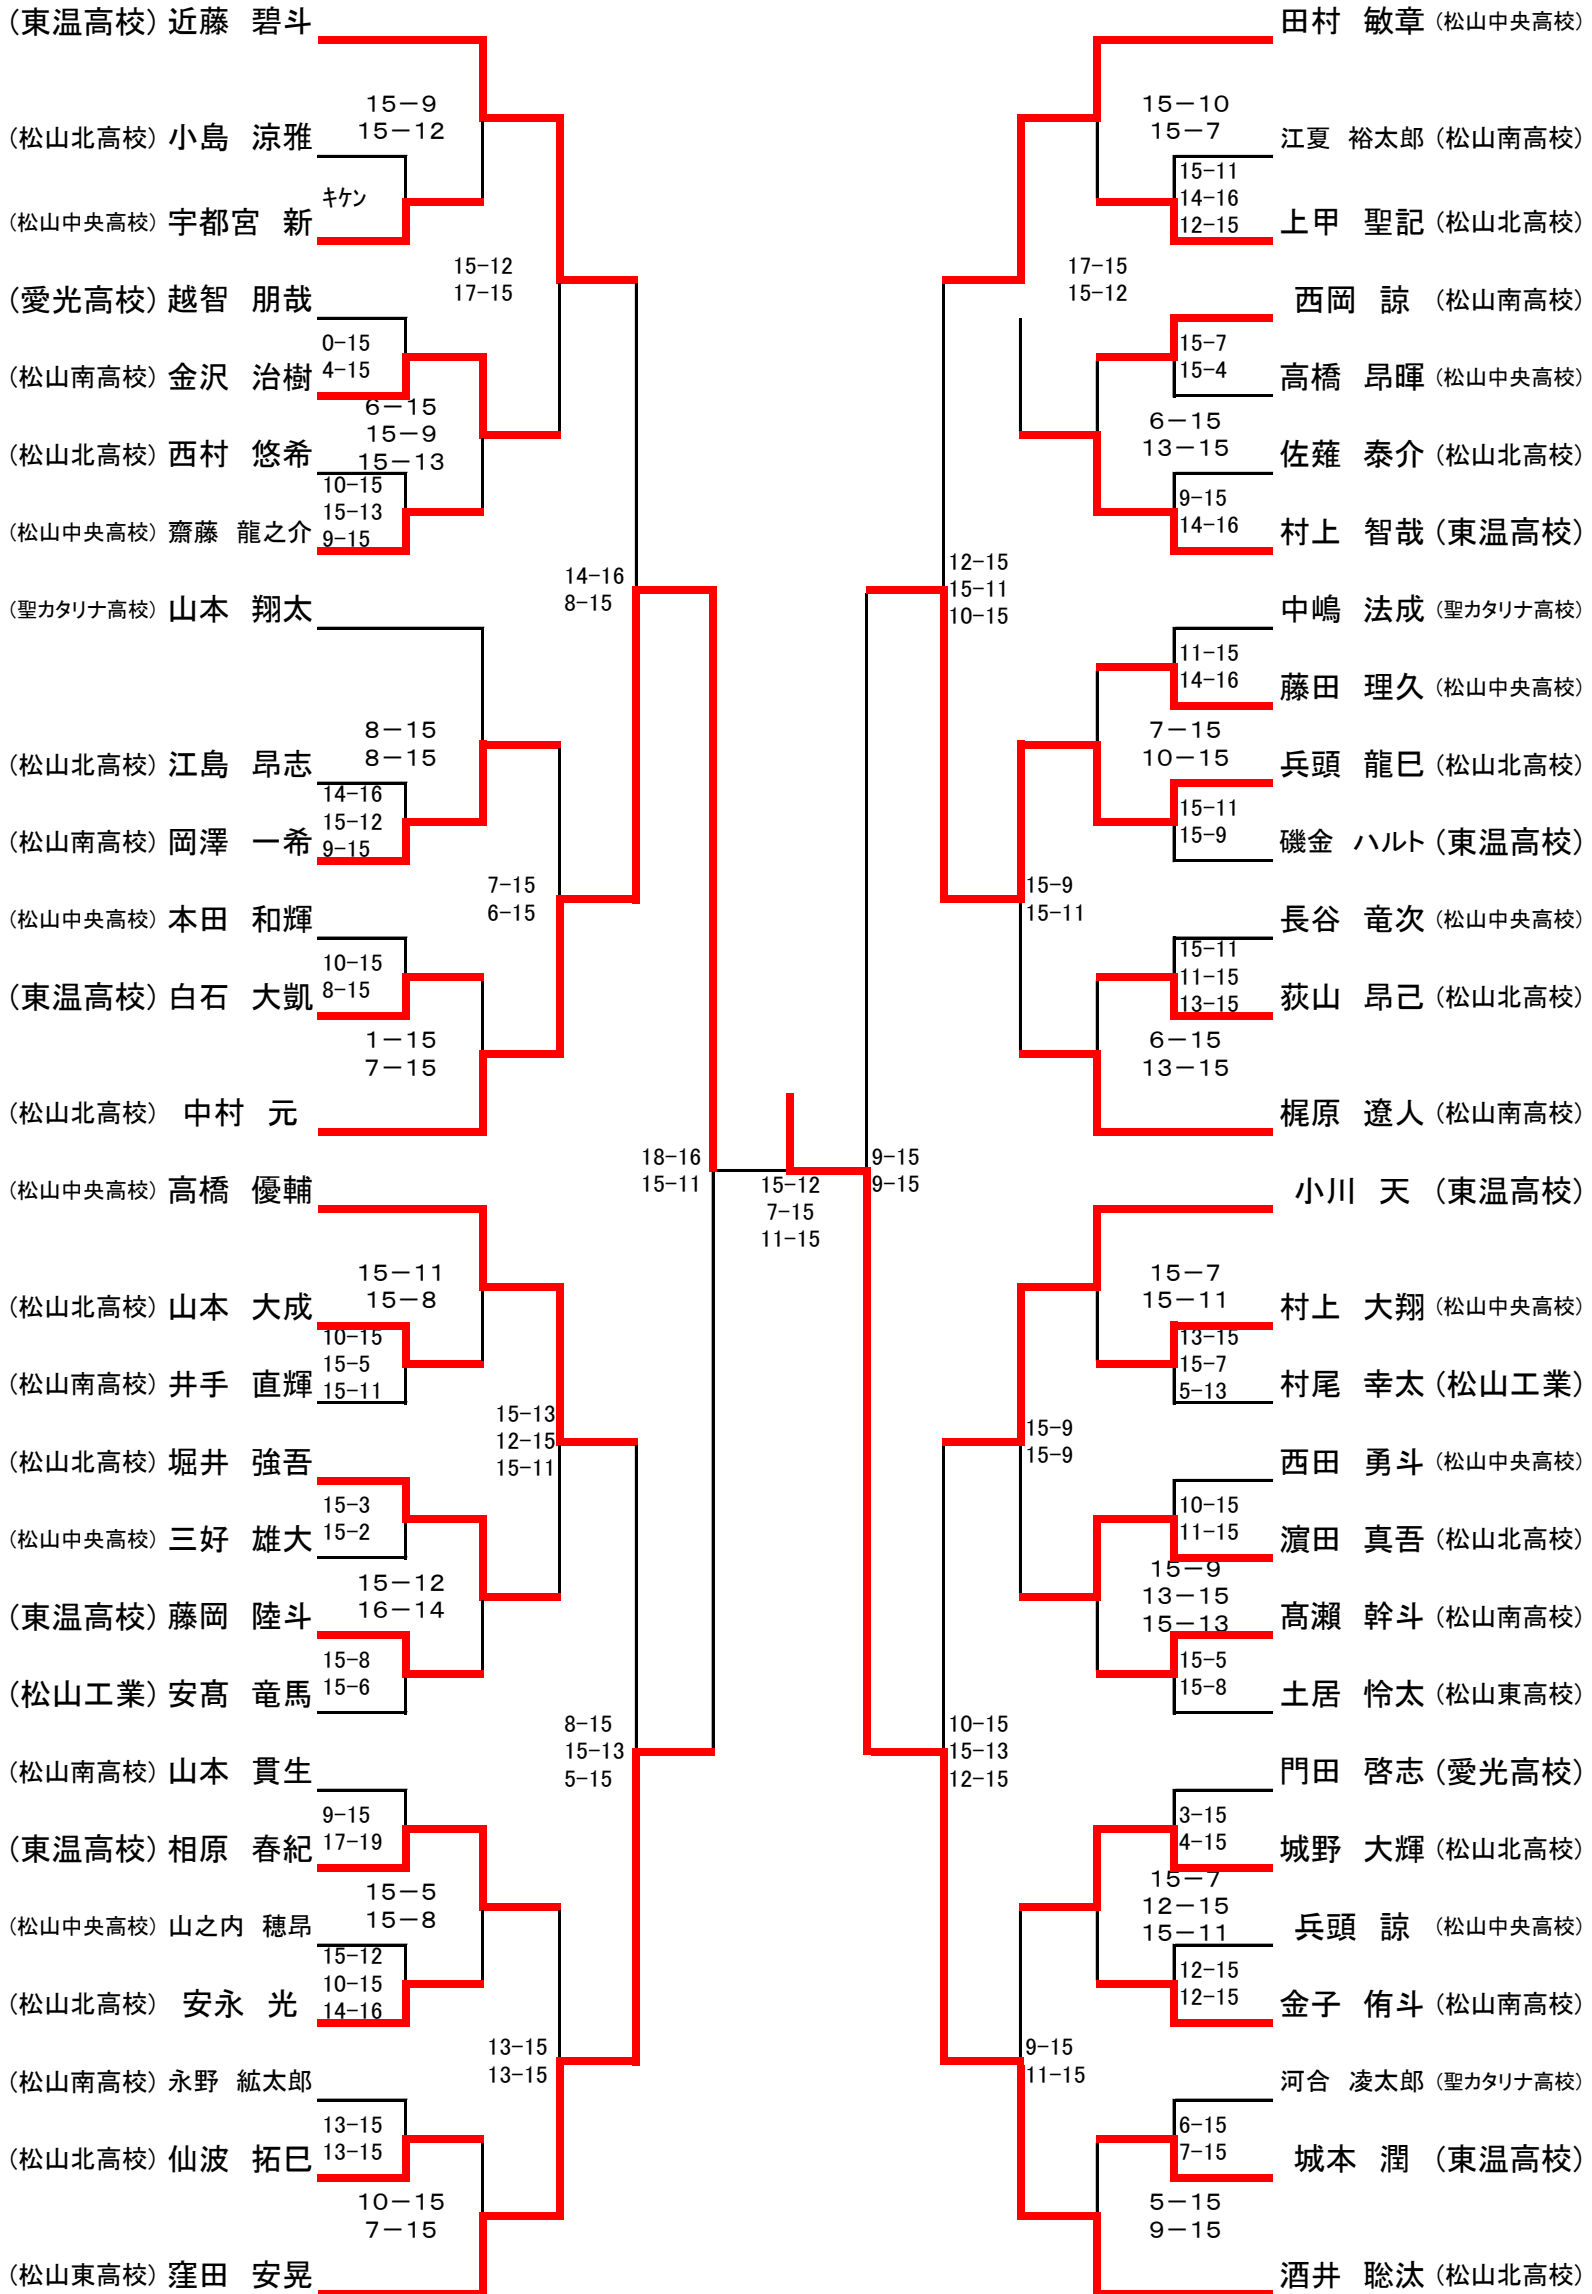 (東温高校) 近藤 碧斗
15－9
15－12
(松山北高校) 小島 涼雅
キケン
(松山中央高校) 宇都宮 新
15-12
17-15
(愛光高校) 越智 朋哉
0-15
4-15
(松山南高校) 金沢 治樹
6－15
15－9
15－13
(松山北高校) 西村 悠希
10-15
15-13
9-15
(松山中央高校) 齋藤 龍之介
14-16
8-15
(聖カタリナ高校) 山本 翔太
8－15
8－15
(松山北高校) 江島 昂志
14-16
15-12
9-15
(松山南高校) 岡澤 一希
7-15
6-15
(松山中央高校) 本田 和輝
10-15
8-15
(東温高校) 白石 大凱
1－15
7－15
(松山北高校) 中村 元
18-16
15-11
(松山中央高校) 高橋 優輔
15－11
15－8
(松山北高校) 山本 大成
10-15
15-5
15-11
(松山南高校) 井手 直輝
15-13
12-15
15-11
(松山北高校) 堀井 強吾
15-3
15-2
(松山中央高校) 三好 雄大
15－12
16－14
(東温高校) 藤岡 陸斗
15-8
15-6
(松山工業) 安髙 竜馬
8-15
15-13
5-15
(松山南高校) 山本 貫生
9-15
17-19
(東温高校) 相原 春紀
15－5
15－8
(松山中央高校) 山之内 穂昂
15-12
10-15
14-16
(松山北高校) 安永 光
13-15
13-15
(松山南高校) 永野 紘太郎
13-15
13-15
(松山北高校) 仙波 拓巳
10－15
7－15
(松山東高校) 窪田 安晃
15-12
7-15
11-15
田村 敏章 (松山中央高校)
15－10
15－7
江夏 裕太郎 (松山南高校)
15-11
14-16
12-15
上甲 聖記 (松山北高校)
17-15
15-12
西岡 諒 (松山南高校)
15-7
15-4
高橋 昂暉 (松山中央高校)
6－15
13－15
佐薙 泰介 (松山北高校)
9-15
14-16
村上 智哉 (東温高校)
12-15
15-11
10-15
中嶋 法成 (聖カタリナ高校)
11-15
14-16
藤田 理久 (松山中央高校)
7－15
10－15
兵頭 龍巳 (松山北高校)
15-11
15-9
磯金 ハルト (東温高校)
15-9
15-11
長谷 竜次 (松山中央高校)
15-11
11-15
13-15
荻山 昂己 (松山北高校)
6－15
13－15
梶原 遼人 (松山南高校)
9-15
9-15
小川 天 (東温高校)
15－7
15－11
村上 大翔 (松山中央高校)
13-15
15-7
5-13
村尾 幸太 (松山工業)
15-9
15-9
西田 勇斗 (松山中央高校)
10-15
11-15
濵田 真吾 (松山北高校)
15－9
13－15
15－13
髙瀨 幹斗 (松山南高校)
15-5
15-8
土居 怜太 (松山東高校)
10-15
15-13
12-15
門田 啓志 (愛光高校)
3-15
4-15
城野 大輝 (松山北高校)
15－7
12－15
15－11
兵頭 諒 (松山中央高校)
12-15
12-15
金子 侑斗 (松山南高校)
9-15
11-15
河合 凌太郎 (聖カタリナ高校)
6-15
7-15
城本 潤 (東温高校)
5－15
9－15
酒井 聡汰 (松山北高校)